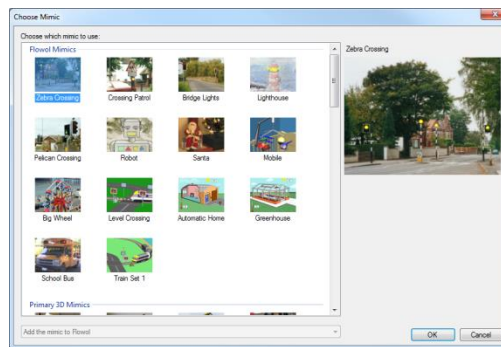 Choose Mimic
Choose which mimic to use:
Flowol Mimics
Zebra Crossing
Crossing Patrol
Bridge Lights
Lighthouse
Pelican Crossing
Robot
Santa
Mobile
Big Wheel
Level Crossing
Automatic Home
Greenhouse
School Bus
Train Set 1
Primary 3D Mimics
Add the mimic to Flowol
Zebra Crossing
OK
Cancel